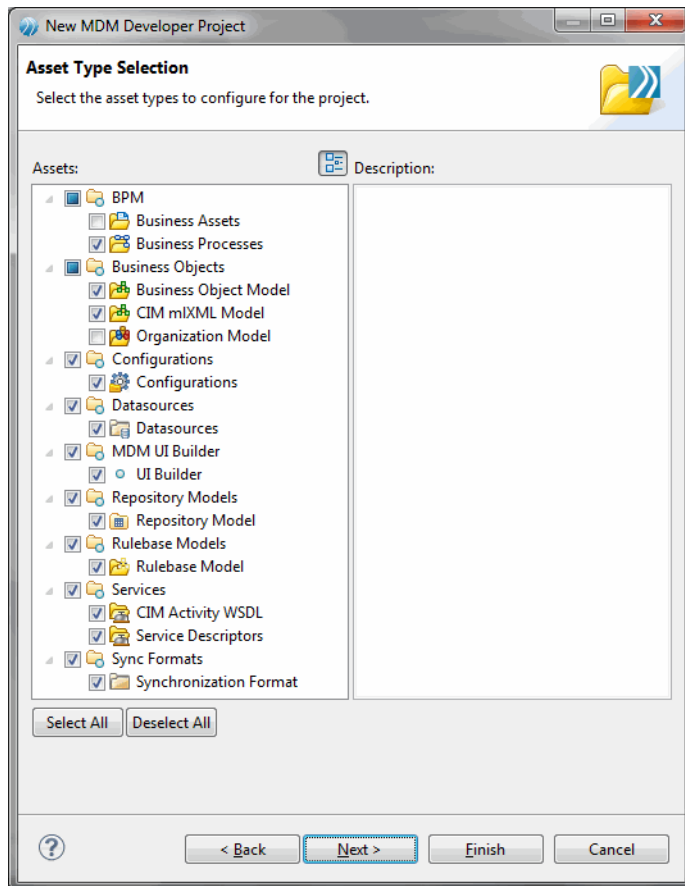 New MDM Developer Project
Asset Type Selection
Select the asset types to configure for the project.
Assets:
Description:
BPM
Business Assets
Business Processes
Business Objects
Business Object Model
CIM mlXML Model
Organization Model
Configurations
Configurations
Datasources
Datasources
MDM UI Builder
UI Builder
Repository Models
Repository Model
Rulebase Models
Rulebase Model
Services
CIM Activity WSDL
Service Descriptors
Sync Formats
Synchronization Format
Select All
Deselect All
?
< Back
Next >
Finish
Cancel